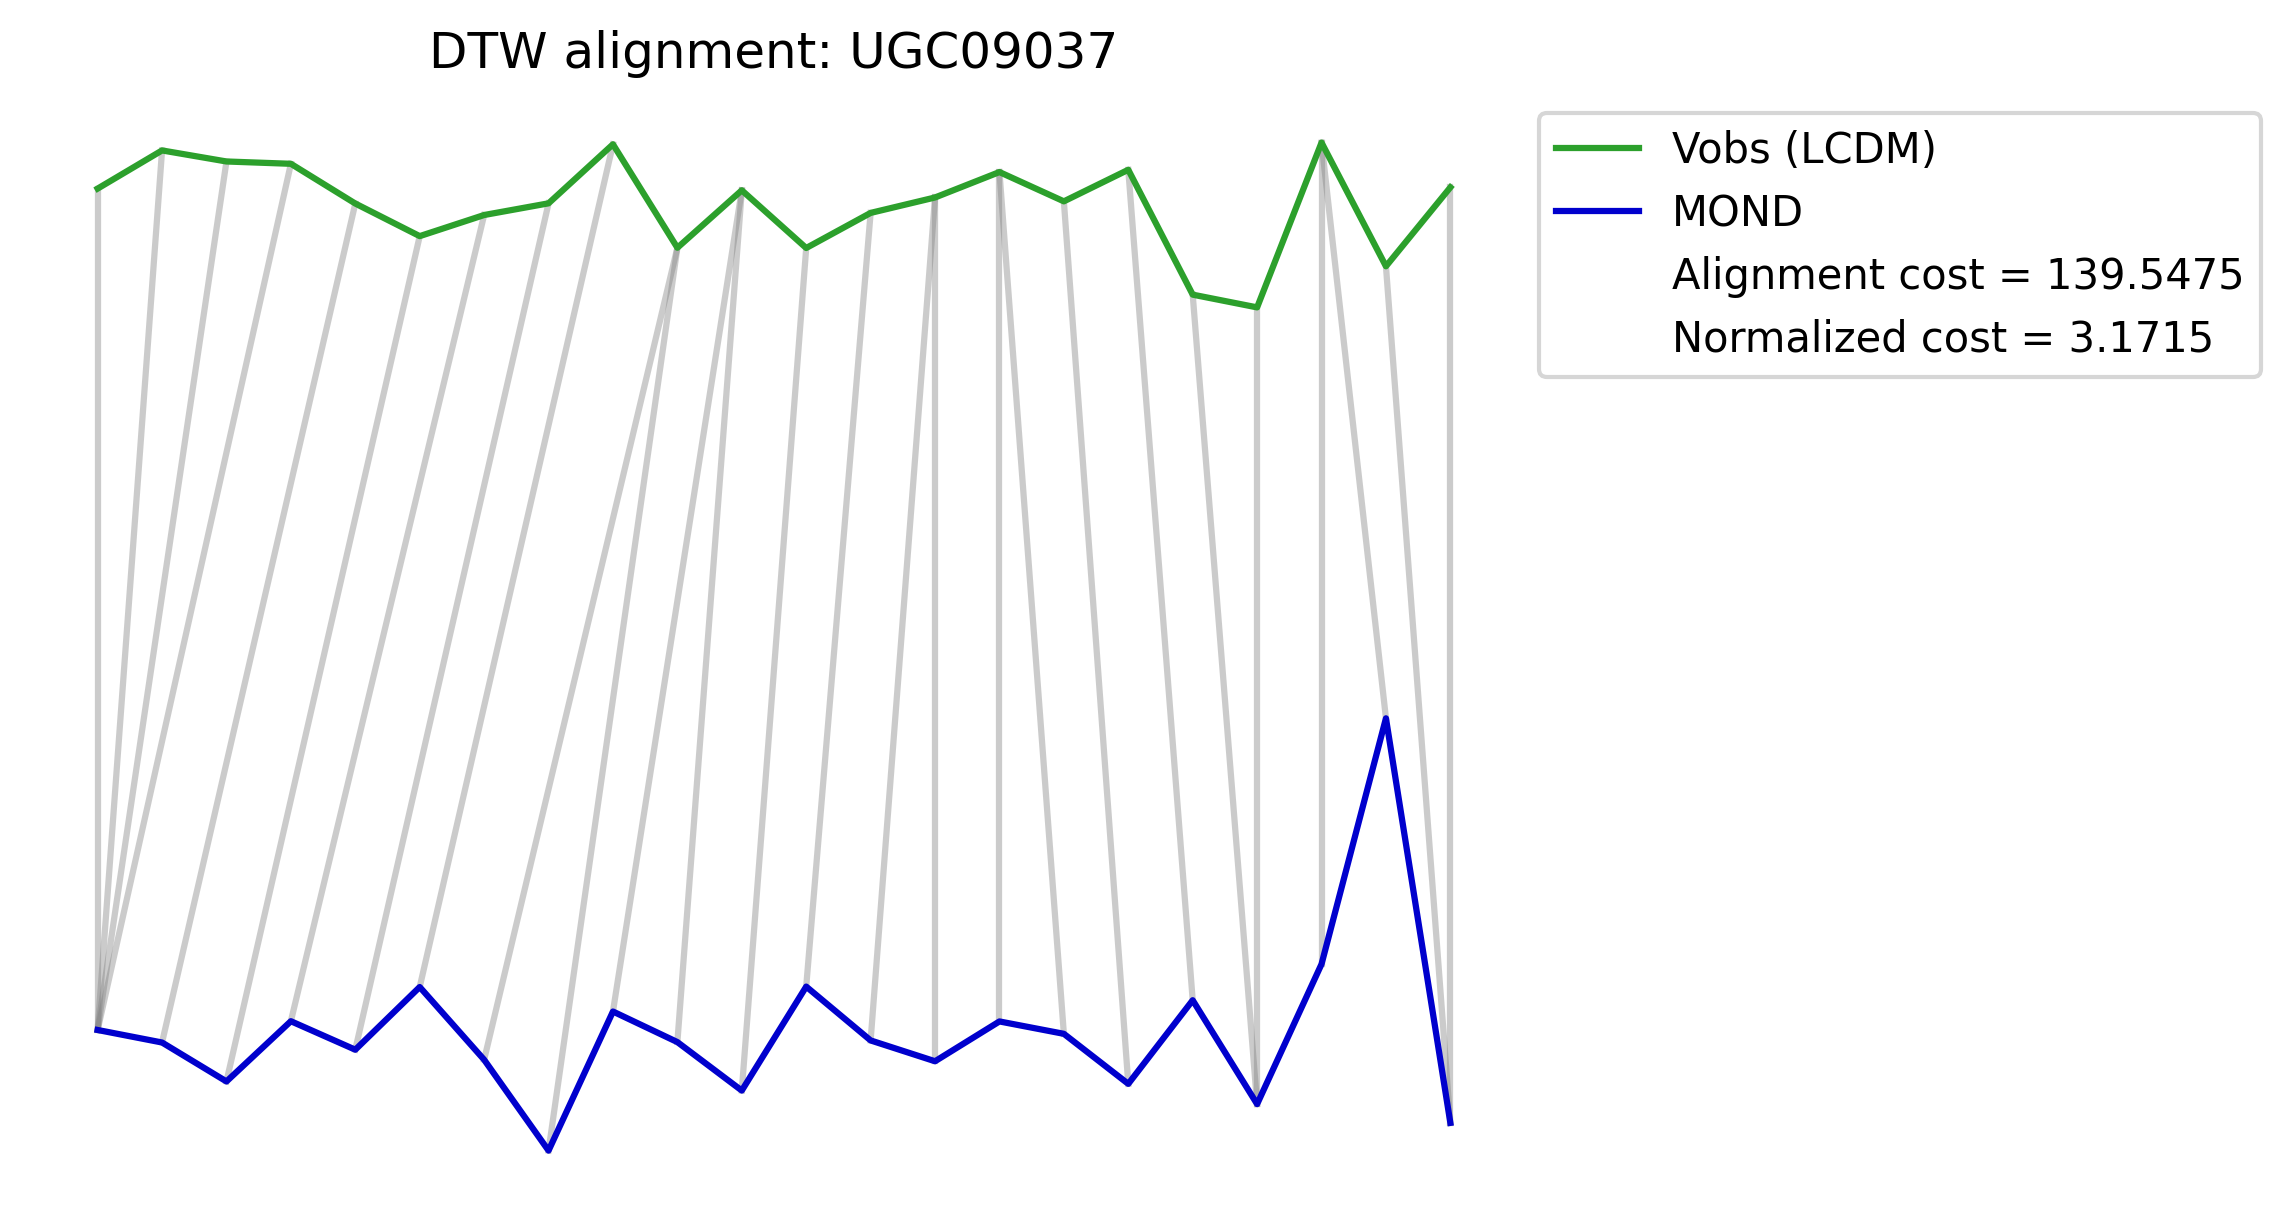 DTW alignment: UGC09037
Vobs (LCDM)
MOND
Alignment cost = 139.5475
Normalized cost = 3.1715